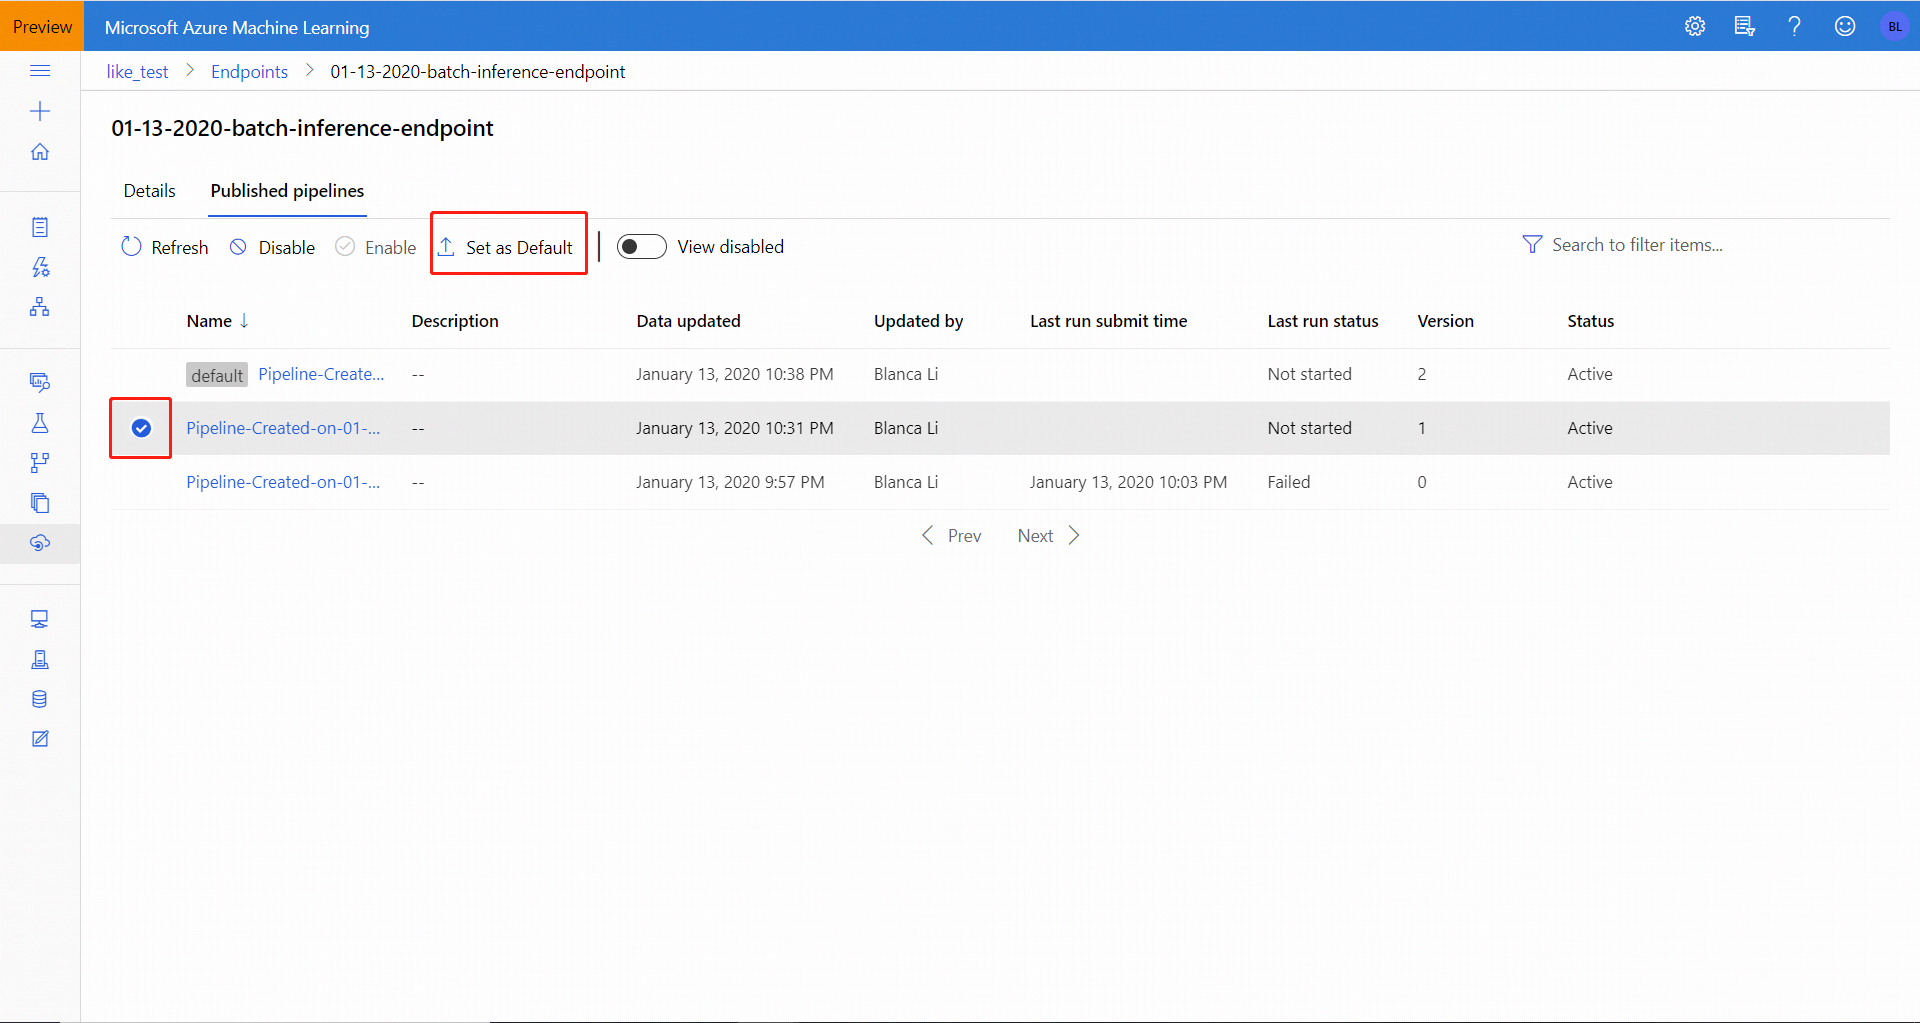 Preview Microsoft Azure Machine Learning BL
like_test > Endpoints > 01-13-2020-batch-inference-endpoint
01-13-2020-batch-inference-endpoint
Details Published pipelines
Refresh Disable Enable Set as Default View disabled Search to filter items...
Name ↓ Description Data updated Updated by Last run submit time Last run status Version Status
default Pipeline-Create... -- January 13, 2020 10:38 PM Blanca Li Not started 2 Active
Pipeline-Created-on-01-... -- January 13, 2020 10:31 PM Blanca Li Not started 1 Active
Pipeline-Created-on-01-... -- January 13, 2020 9:57 PM Blanca Li January 13, 2020 10:03 PM Failed 0 Active
< Prev Next >